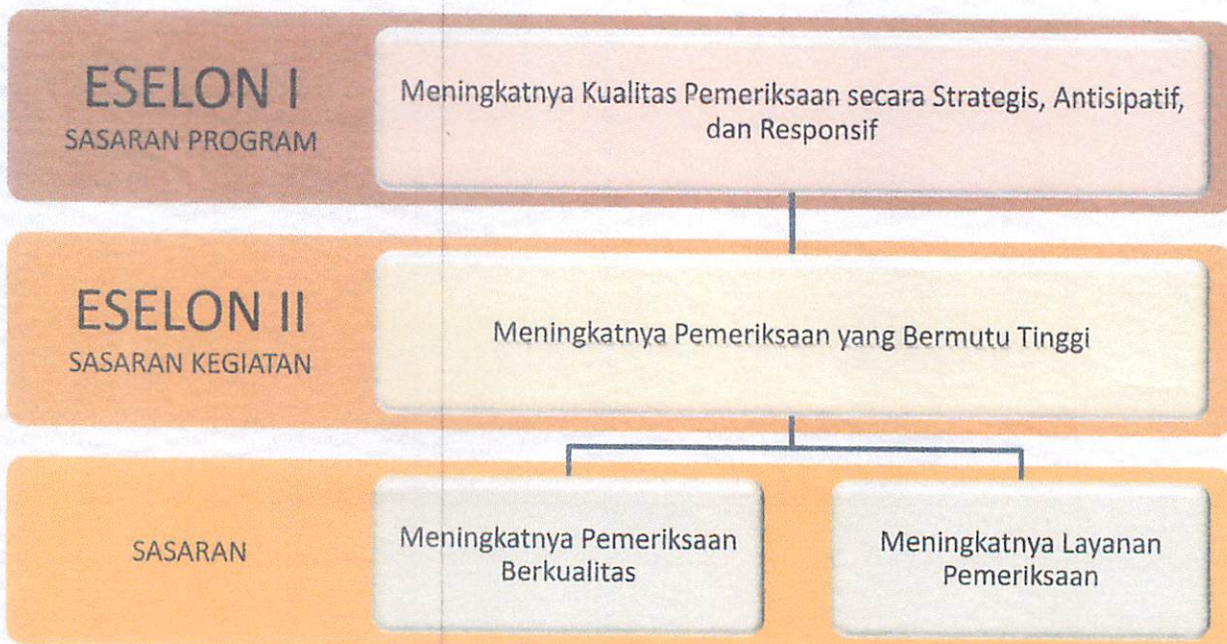 ESELON I
SASARAN PROGRAM
Meningkatnya Kualitas Pemeriksaan secara Strategis, Antisipatif,
dan Responsif
ESELON II
SASARAN KEGIATAN
Meningkatnya Pemeriksaan yang Bermutu Tinggi
SASARAN
Meningkatnya Pemeriksaan
Berkualitas
Meningkatnya Layanan
Pemeriksaan